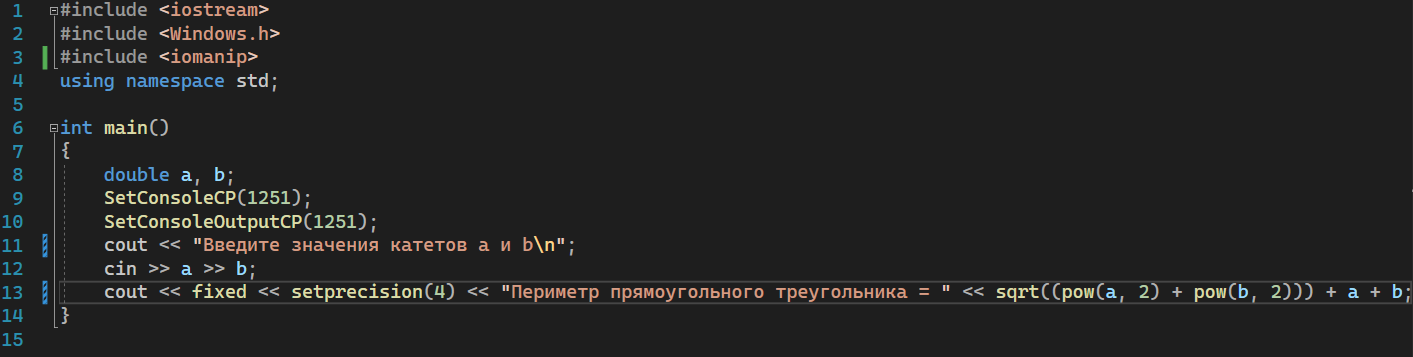 1 #include <iostream>
2 #include <Windows.h>
3 #include <iomanip>
4 using namespace std;
5
6 int main()
7 {
8 double a, b;
9 SetConsoleCP(1251);
10 SetConsoleOutputCP(1251);
11 cout << "Введите значения катетов a и b\n";
12 cin >> a >> b;
13 cout << fixed << setprecision(4) << "Периметр прямоугольного треугольника = " << sqrt((pow(a, 2) + pow(b, 2))) + a + b;
14 }
15